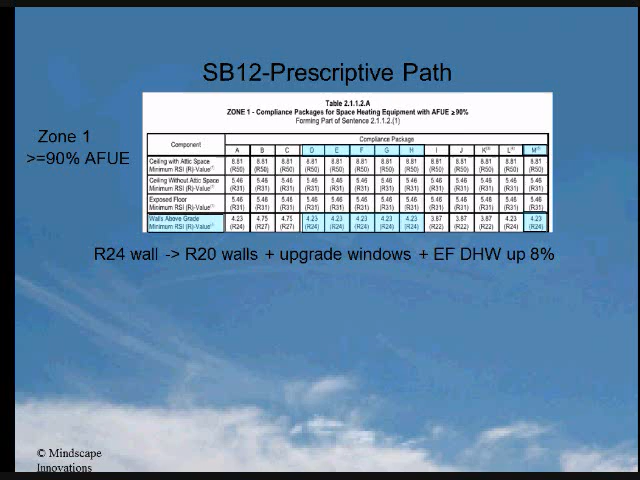 SB12-Prescriptive Path
Table 2.1.1.2.A
ZONE 1 - Compliance Packages for Space Heating Equipment with AFUE ≥ 90%
Forming Part of Sentence 2.1.1.2.(1)
Zone 1
>=90% AFUE
Component
Compliance Package
A B C D E F G H I J K L M
Ceiling with Attic Space 8.81 8.81 8.81 8.81 8.81 8.81 8.81 8.81 8.81 8.81 8.81 8.81 8.81
Minimum RSI (R)-Value (R50) (R50) (R50) (R50) (R50) (R50) (R50) (R50) (R50) (R50) (R50) (R50) (R50)
Ceiling Without Attic Space 5.46 5.46 5.46 5.46 5.46 5.46 5.46 5.46 5.46 5.46 5.46 5.46 5.46
Minimum RSI (R)-Value (R31) (R31) (R31) (R31) (R31) (R31) (R31) (R31) (R31) (R31) (R31) (R31) (R31)
Exposed Floor 5.46 5.46 5.46 5.46 5.46 5.46 5.46 5.46 5.46 5.46 5.46 5.46 5.46
Minimum RSI (R)-Value (R31) (R31) (R31) (R31) (R31) (R31) (R31) (R31) (R31) (R31) (R31) (R31) (R31)
Walls Above Grade 4.23 4.75 4.75 4.23 4.23 4.23 4.23 4.23 3.87 3.87 3.87 4.23 4.23
Minimum RSI (R)-Value (R24) (R27) (R27) (R24) (R24) (R24) (R24) (R24) (R22) (R22) (R22) (R24) (R24)
R24 wall -> R20 walls + upgrade windows + EF DHW up 8%
© Mindscape
Innovations